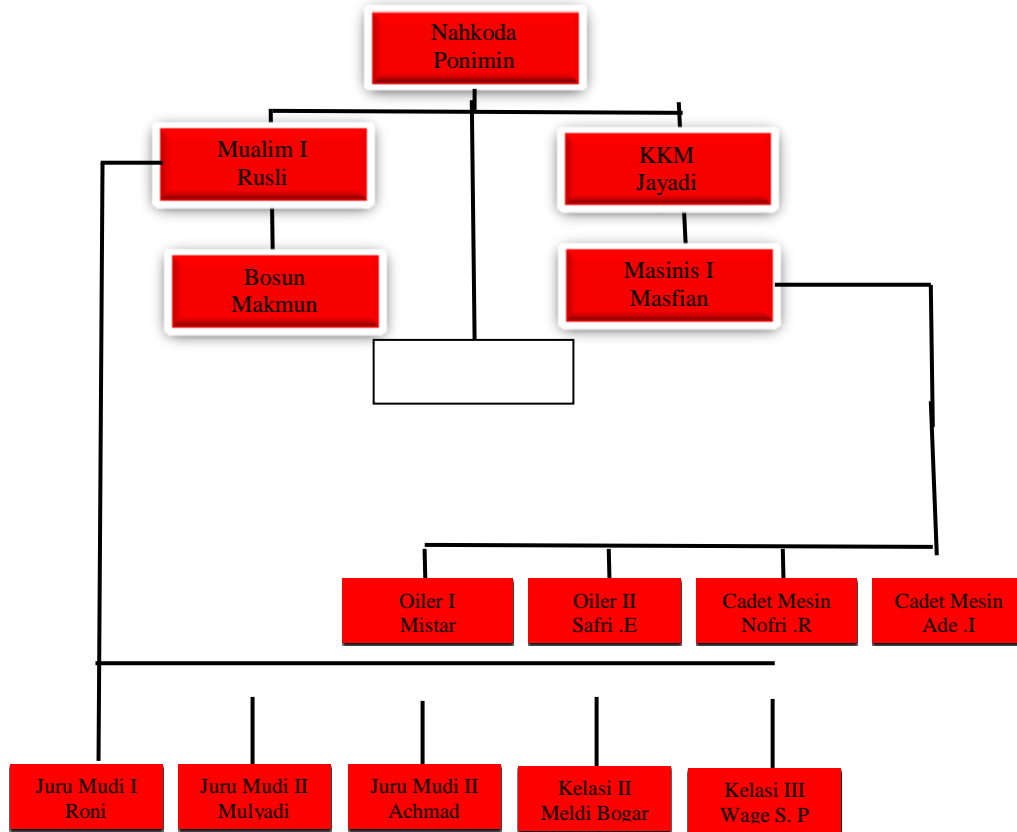 Nahkoda
Ponimin
Mualim I
Rusli
KKM
Jayadi
Bosun
Makmun
Masinis I
Masfian
Oiler I
Mistar
Oiler II
Safri .E
Cadet Mesin
Nofri .R
Cadet Mesin
Ade .I
Juru Mudi I
Roni
Juru Mudi II
Mulyadi
Juru Mudi II
Achmad
Kelasi II
Meldi Bogar
Kelasi III
Wage S. P